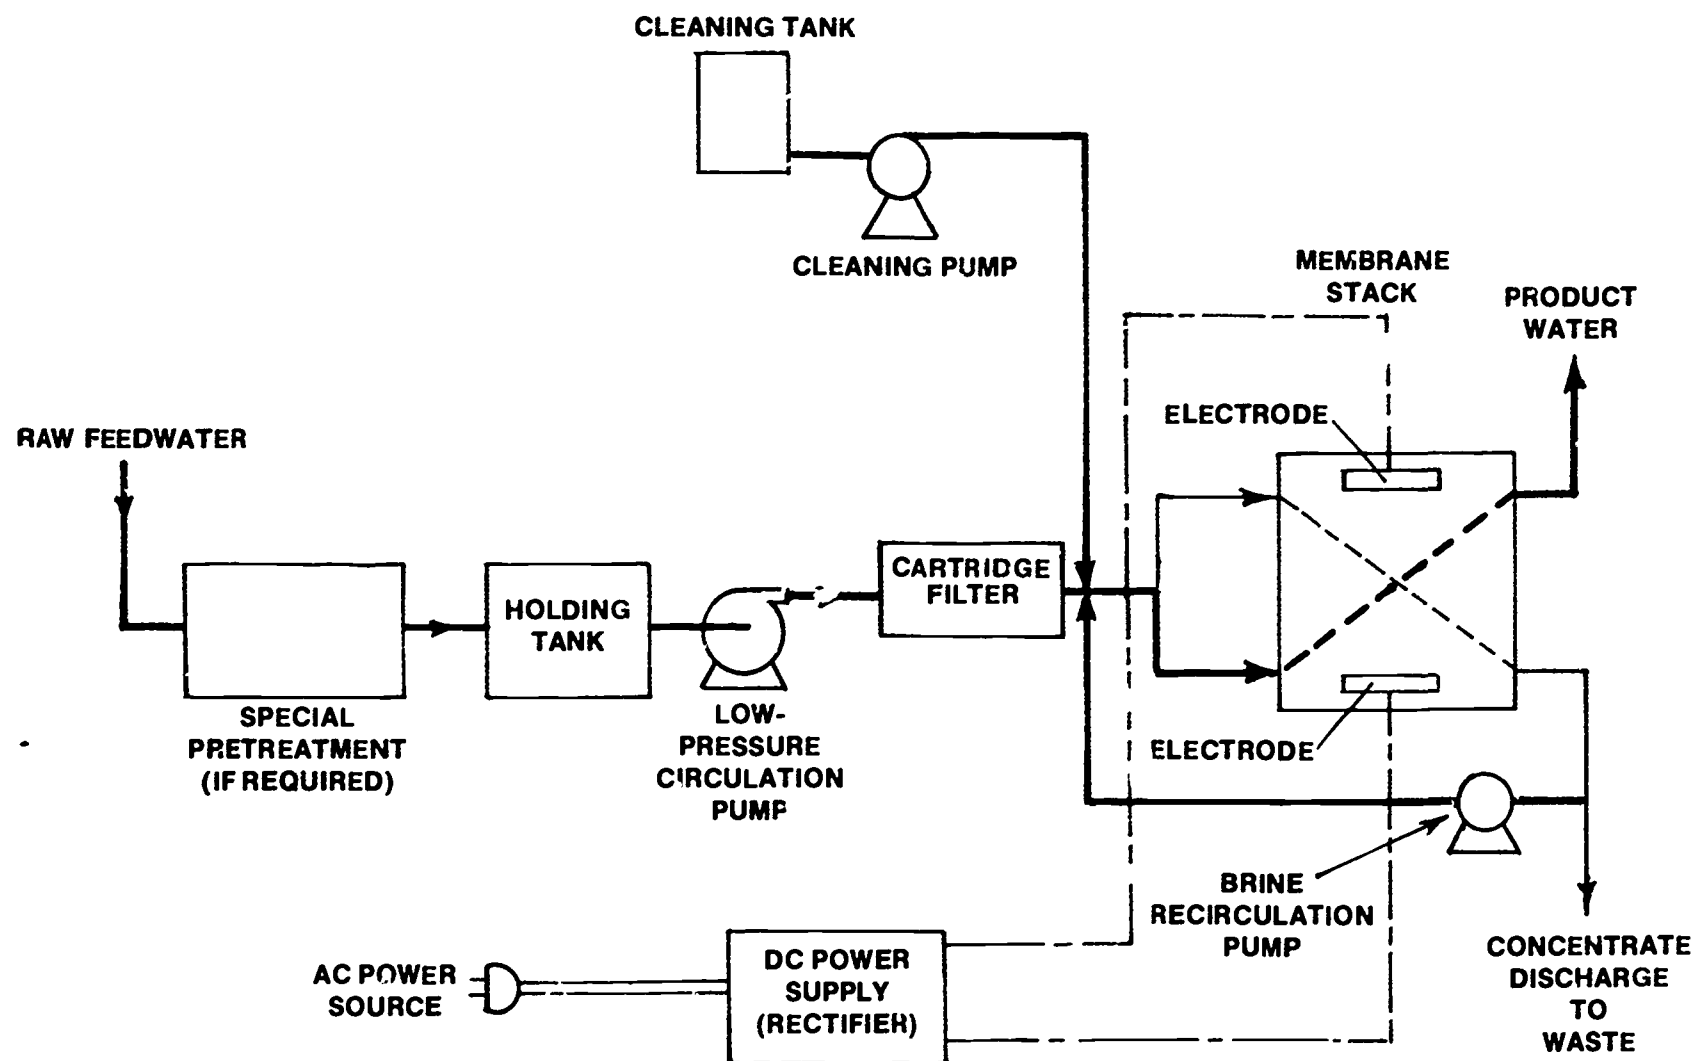 CLEANING TANK
CLEANING PUMP
MEMBRANE
STACK
PRODUCT
WATER
ELECTRODE
RAW FEEDWATER
CARTRIDGE
FILTER
HOLDING
TANK
SPECIAL
PRETREATMENT
(IF REQUIRED)
LOW-
PRESSURE
CIRCULATION
PUMP
ELECTRODE
BRINE
RECIRCULATION
PUMP
CONCENTRATE
DISCHARGE
TO
WASTE
AC POWER
SOURCE
DC POWER
SUPPLY
(RECTIFIER)